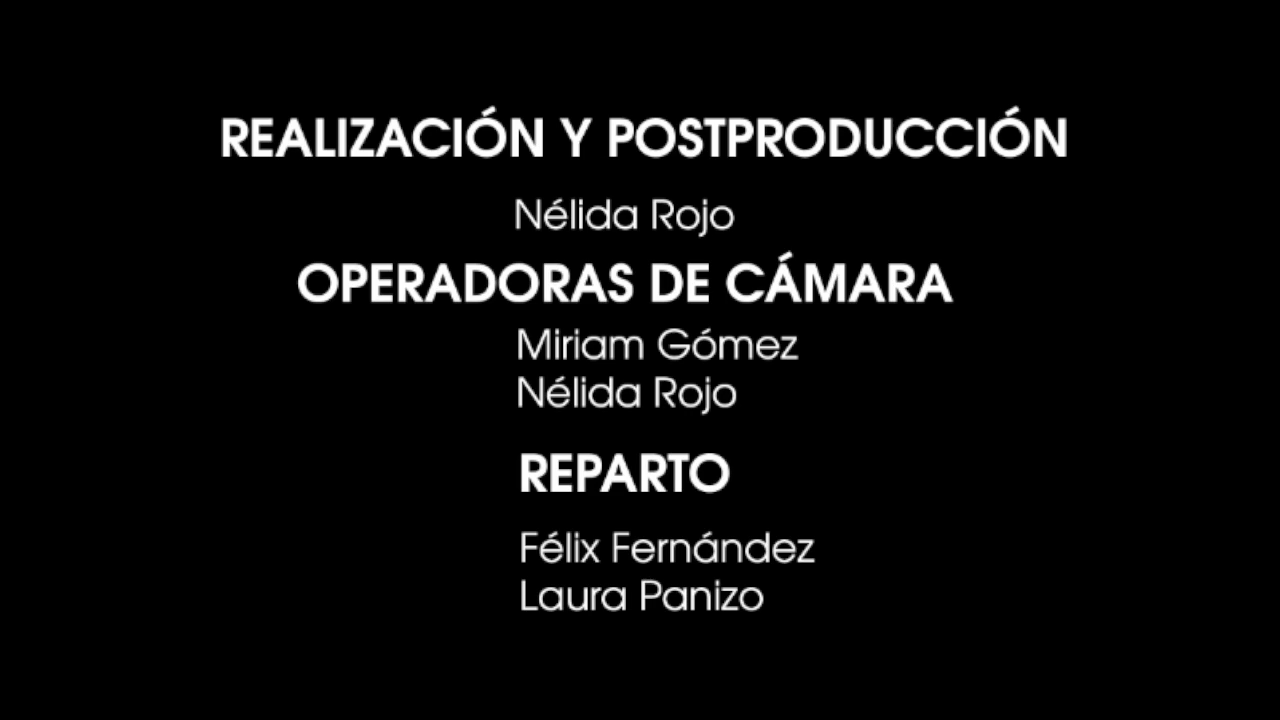 REALIZACIÓN Y POSTPRODUCCIÓN
Nélida Rojo
OPERADORAS DE CÁMARA
Miriam Gómez
Nélida Rojo
REPARTO
Félix Fernández
Laura Panizo